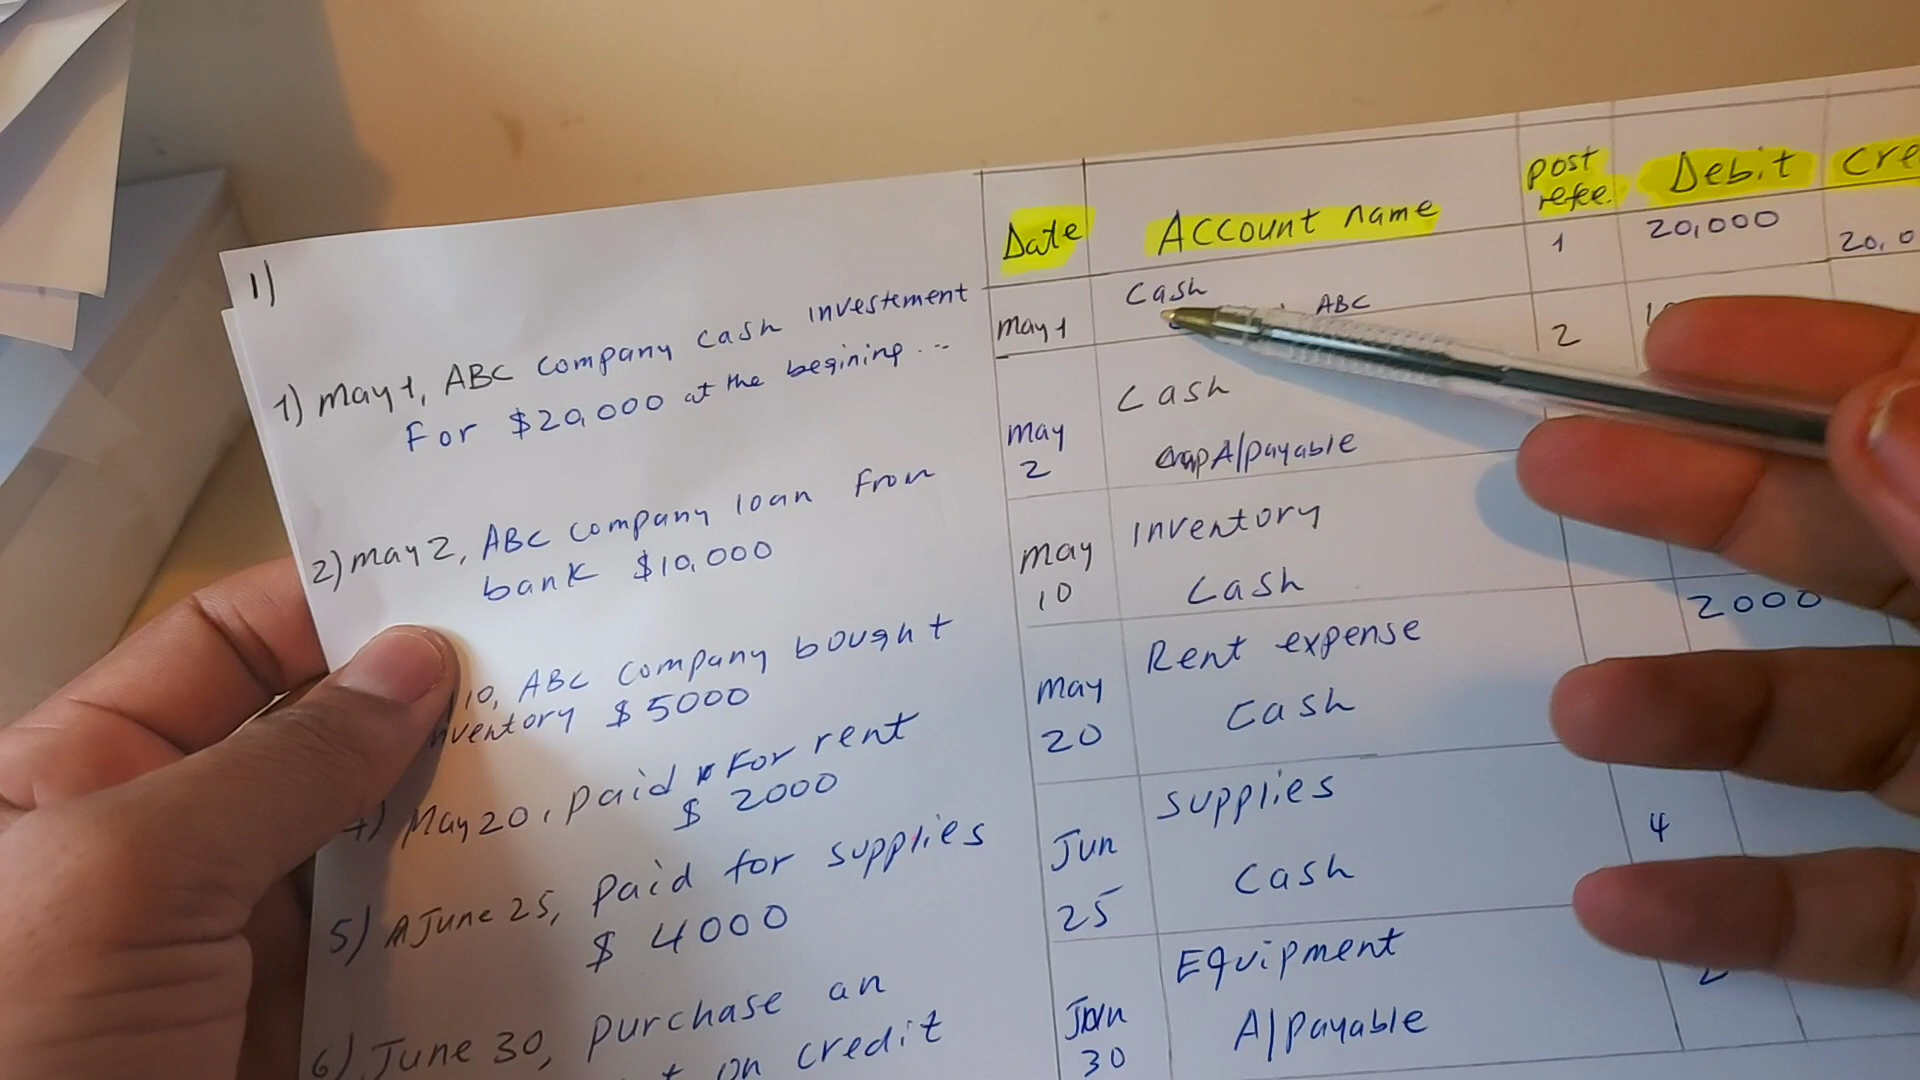 1)
1) May 1, ABC Company cash investement
For $20,000 at the begining ...
2) May 2, ABC company loan from
bank $10,000
10, ABC company bought
ventory $5000
May 20, paid for rent
$ 2000
5) June 25, paid for supplies
$ 4000
6) June 30, purchase an
on credit
Date Account name post refee. Debit Cre
May 1 Cash 1 20,000
ABC 20,0
May 2 Cash 2
A/payable
May 10 Inventory
Cash
May 20 Rent expense 2000
Cash
Jun 25 Supplies 4
Cash
30 Equipment
A/payable